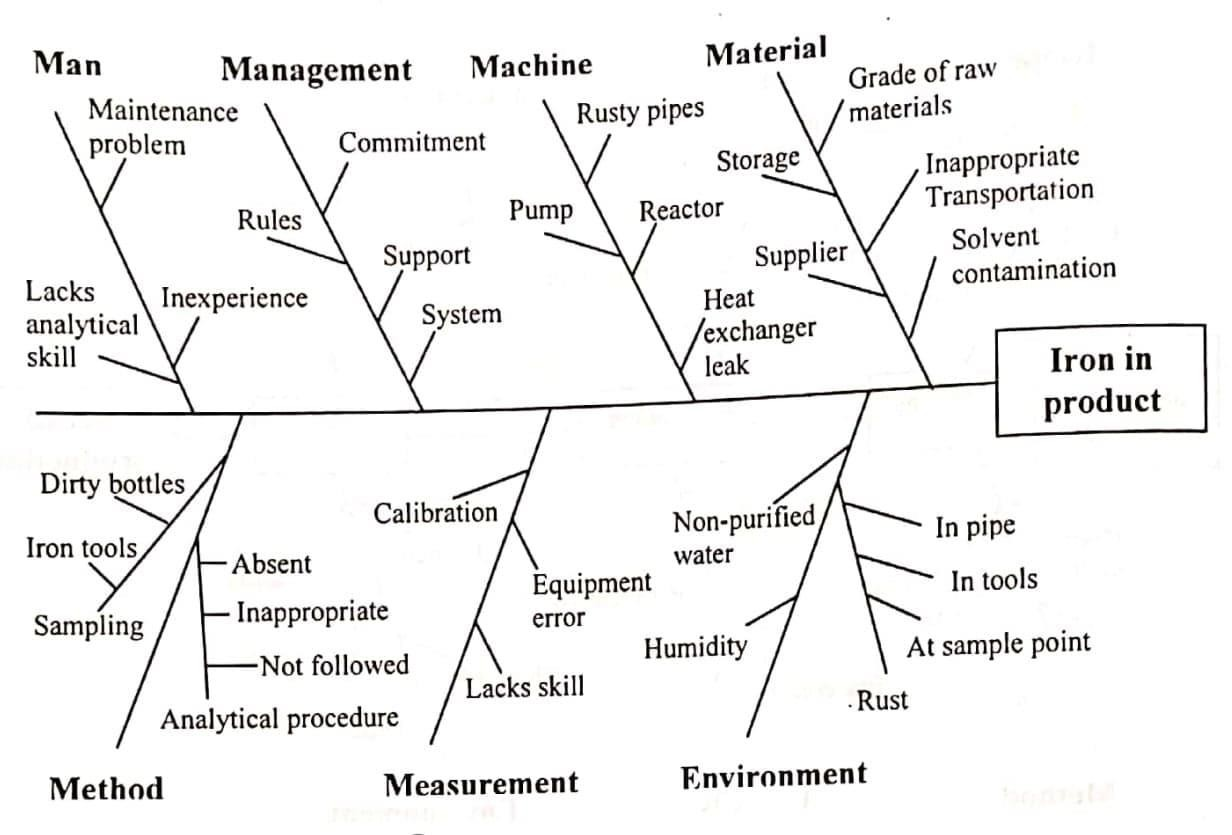 Man
Management
Machine
Material
Maintenance
problem
Lacks
analytical
skill
Inexperience
Commitment
Rules
Support
System
Rusty pipes
Pump
Reactor
Heat
exchanger
leak
Grade of raw
materials
Storage
Inappropriate
Transportation
Supplier
Solvent
contamination
Iron in
product
Dirty bottles
Iron tools
Sampling
Absent
Inappropriate
Not followed
Analytical procedure
Calibration
Equipment
error
Lacks skill
Non-purified
water
Humidity
In pipe
In tools
At sample point
Rust
Method
Measurement
Environment